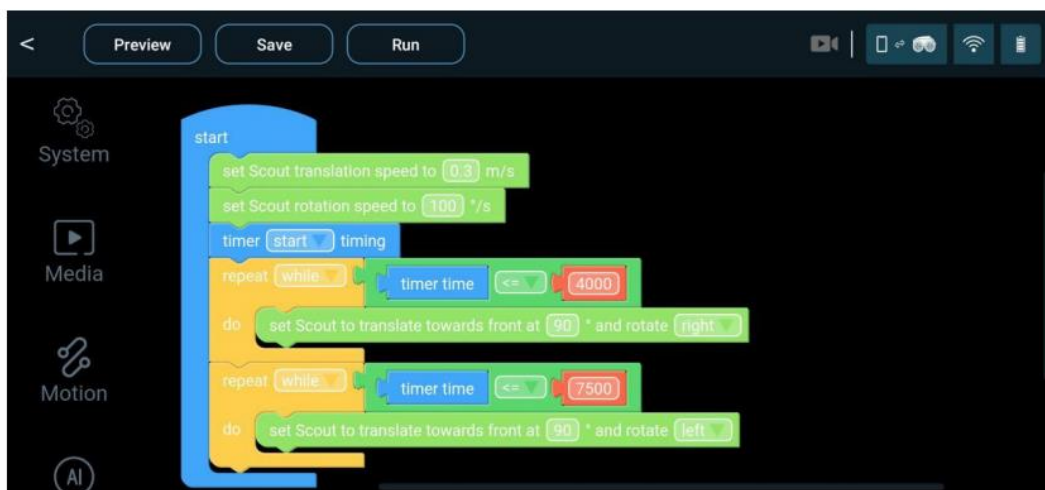 < Preview Save Run
System
start
set Scout translation speed to 0.3 m/s
set Scout rotation speed to 100 °/s
timer start timing
Media
repeat while timer time <= 4000
do set Scout to translate towards front at 90 ° and rotate right
Motion
repeat while timer time <= 7500
do set Scout to translate towards front at 90 ° and rotate left
AI